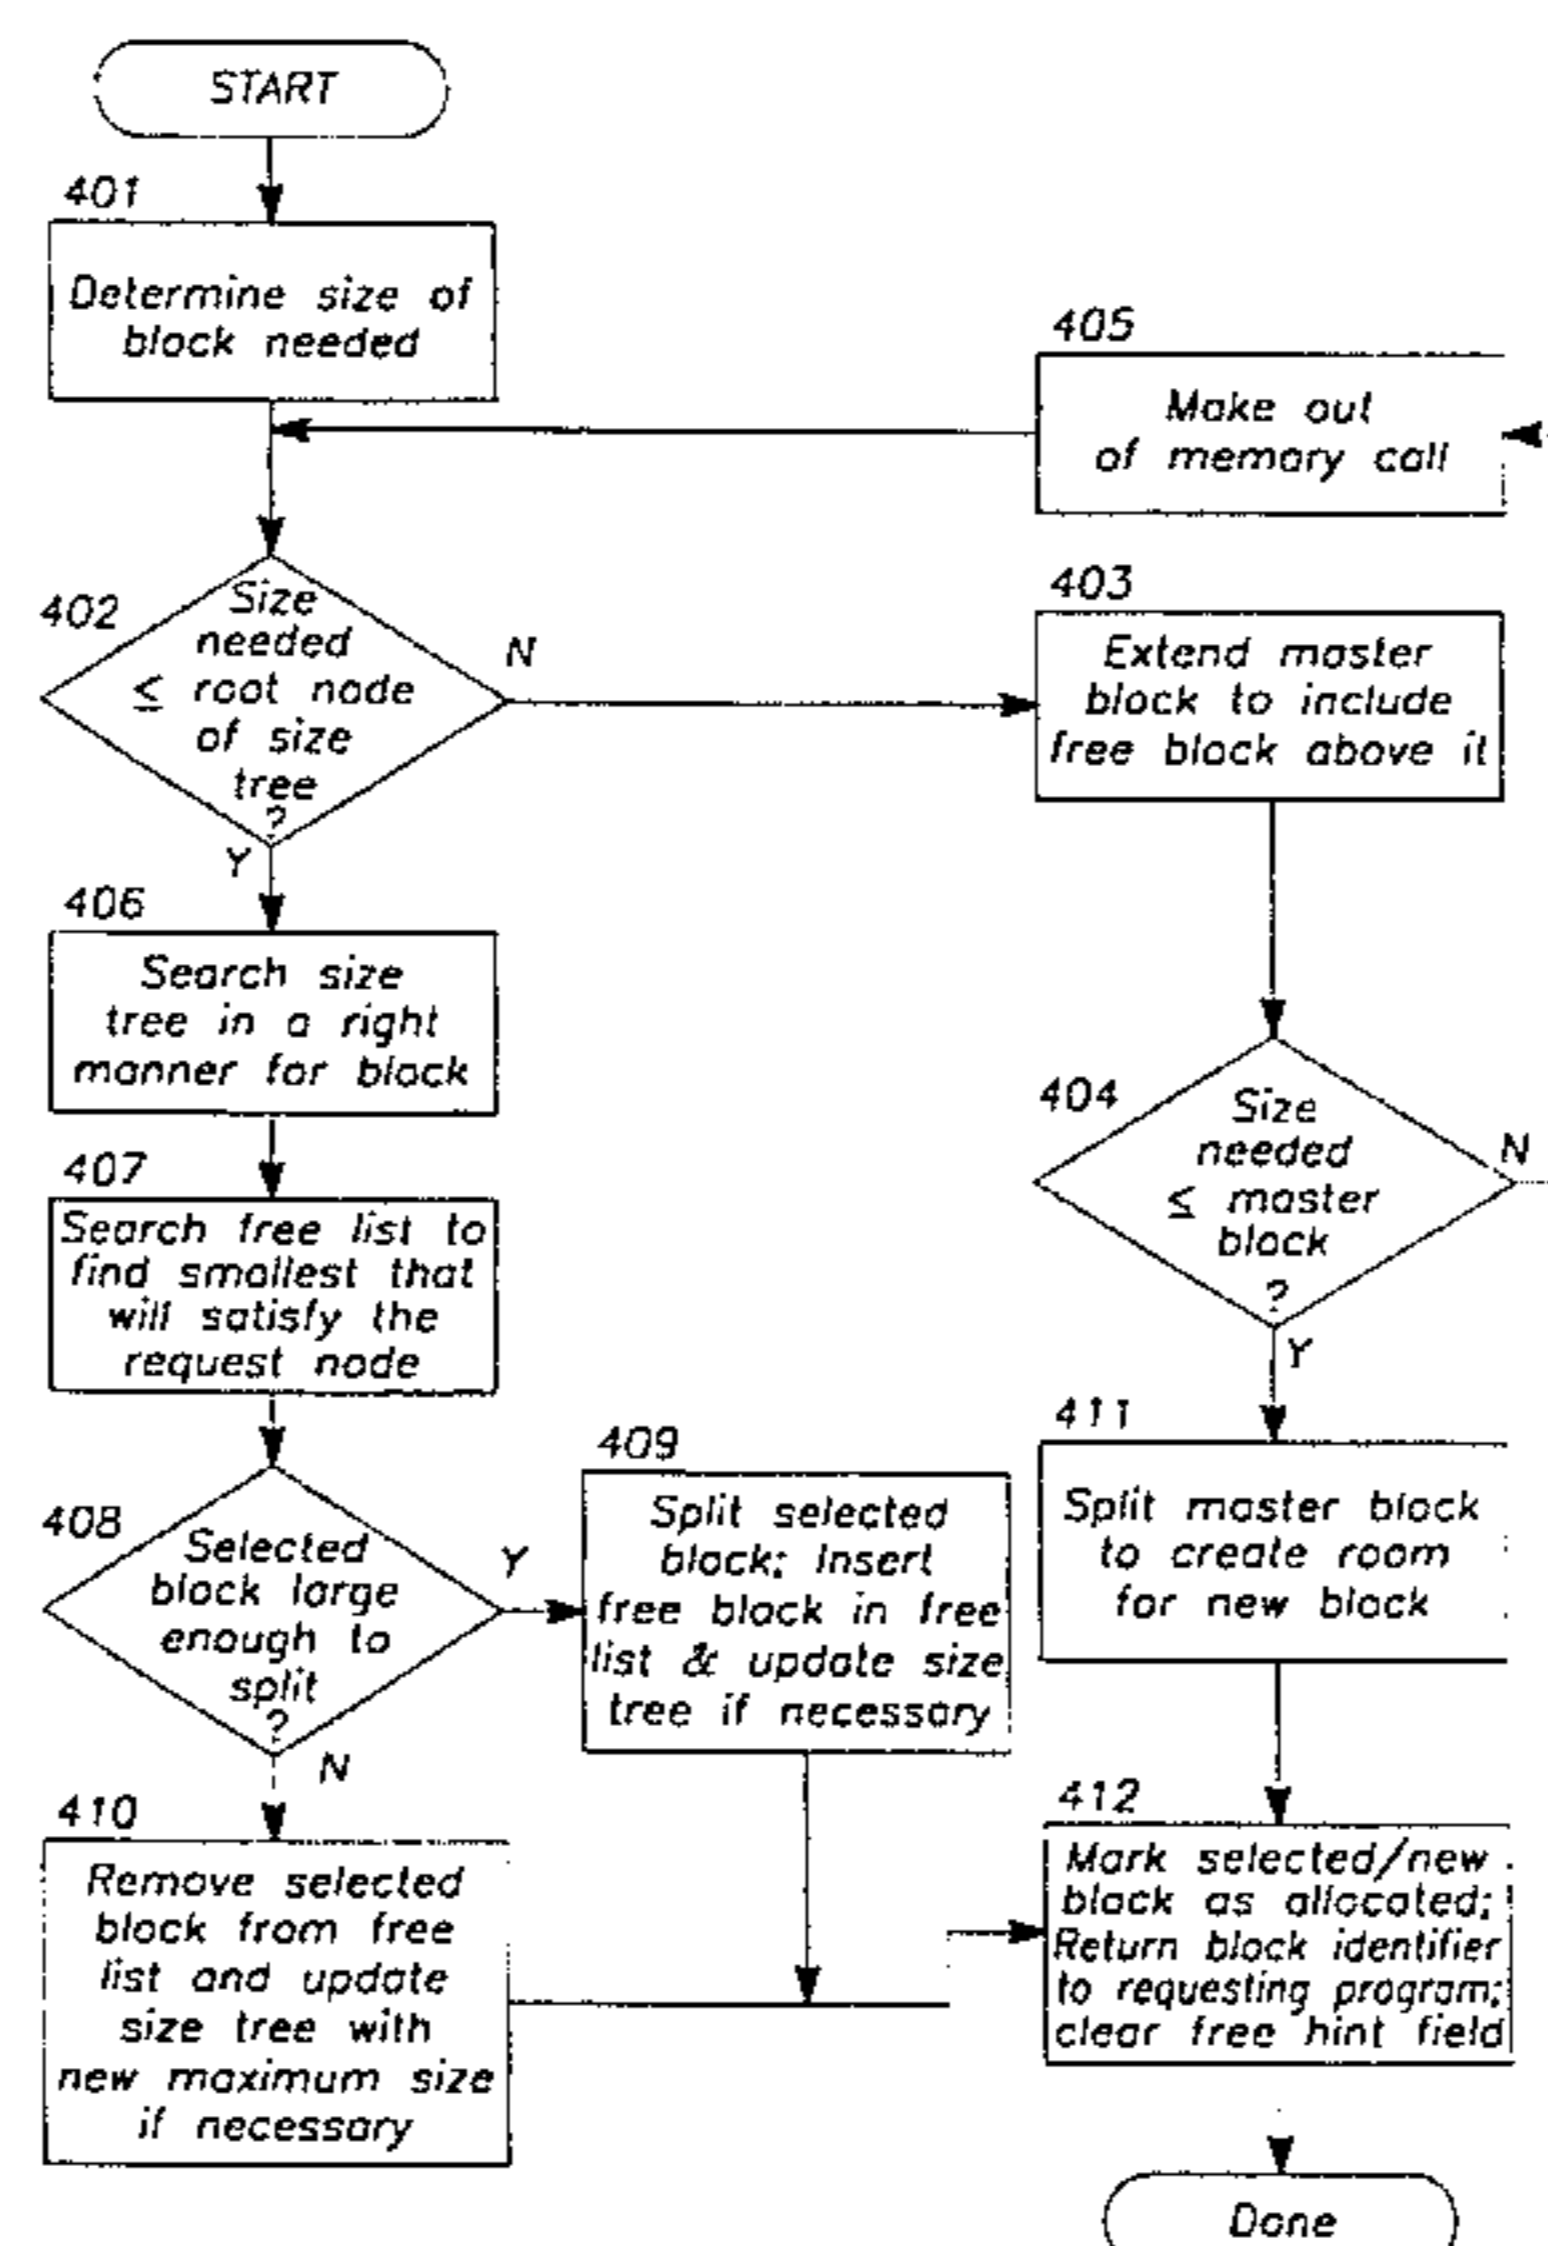 START
401
Determine size of
block needed
405
Make out
of memory call
402
Size
needed
≤ root node
of size
tree
?
N
Y
403
Extend master
block to include
free block above it
406
Search size
tree in a right
manner for block
404
Size
needed
≤ master
block
?
N
Y
407
Search free list to
find smallest that
will satisfy the
request node
408
Selected
block large
enough to
split
?
Y
N
409
Split selected
block; Insert
free block in free
list & update size
tree if necessary
411
Split master block
to create room
for new block
410
Remove selected
block from free
list and update
size tree with
new maximum size
if necessary
412
Mark selected/new
block as allocated;
Return block identifier
to requesting program;
clear free hint field
Done